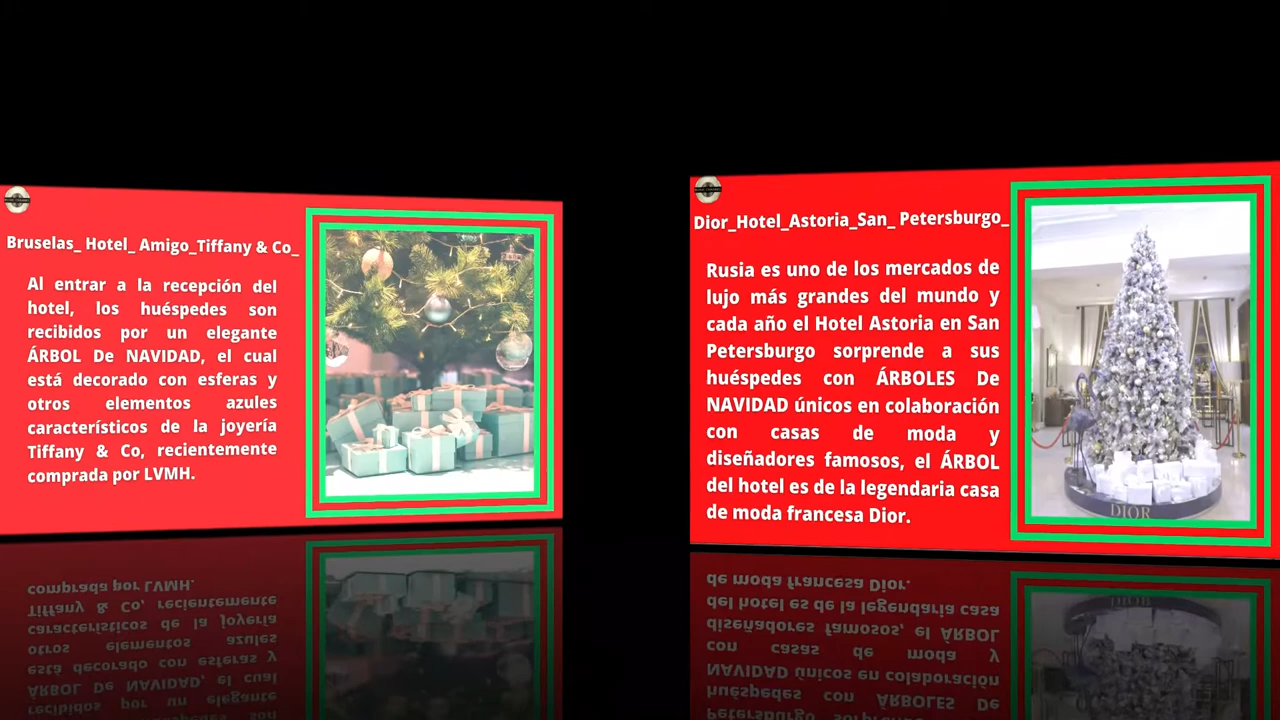 Bruselas_ Hotel_ Amigo_Tiffany & Co_
Al entrar a la recepción del
hotel, los huéspedes son
recibidos por un elegante
ÁRBOL De NAVIDAD, el cual
está decorado con esferas y
otros elementos azules
característicos de la joyería
Tiffany & Co, recientemente
comprada por LVMH.
Dior_Hotel_Astoria_San_ Petersburgo_
Rusia es uno de los mercados de
lujo más grandes del mundo y
cada año el Hotel Astoria en San
Petersburgo sorprende a sus
huéspedes con ÁRBOLES De
NAVIDAD únicos en colaboración
con casas de moda y
diseñadores famosos, el ÁRBOL
del hotel es de la legendaria casa
de moda francesa Dior.
DIOR